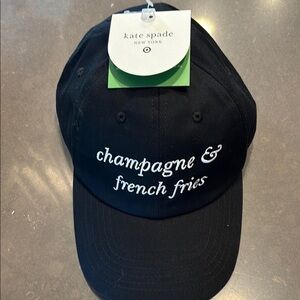 kate spade
NEW YORK
champagne &
french fries